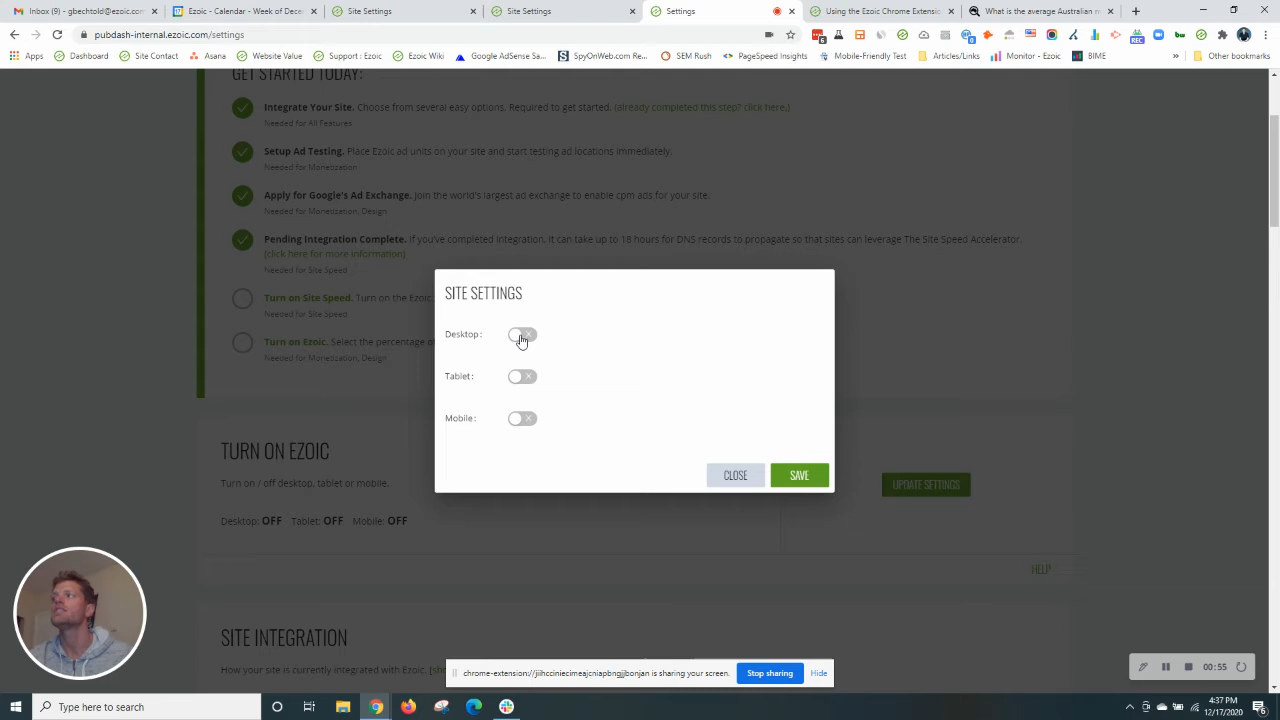 Inbox (9) - gbechtold@ezoic.com
Ezoic - Calendar - Week of Dece
Site Settings
Site Settings
Settings
Using the Ezoic Chrome Extension
What is the average Australian m
pubdash-internal.ezoic.com/settings
Apps
Dashboard
Site Contact
Asana
Website Value
Support : Ezoic
Ezoic Wiki
Google AdSense Sa...
SpyOnWeb.com Re...
SEM Rush
PageSpeed Insights
Mobile-Friendly Test
Articles/Links
Monitor - Ezoic
BIME
»
Other bookmarks
GET STARTED TODAY:
Integrate Your Site. Choose from several easy options. Required to get started. (already completed this step? click here.)
Needed for All Features
Setup Ad Testing. Place Ezoic ad units on your site and start testing ad locations immediately.
Needed for Monetization
Apply for Google's Ad Exchange. Join the world's largest ad exchange to enable cpm ads for your site.
Needed for Monetization, Design
Pending Integration Complete. If you've completed integration, it can take up to 18 hours for DNS records to propagate so that sites can leverage The Site Speed Accelerator.
(click here for more information)
Needed for Site Speed
Turn on Site Speed. Turn on the Ezoic
Needed for Site Speed
Turn on Ezoic. Select the percentage of
Needed for Monetization, Design
SITE SETTINGS
Desktop:
Tablet:
Mobile:
CLOSE
SAVE
TURN ON EZOIC
Turn on / off desktop, tablet or mobile.
Desktop: OFF Tablet: OFF Mobile: OFF
UPDATE SETTINGS
HELP
SITE INTEGRATION
How your site is currently integrated with Ezoic.
Stop sharing
Hide
is sharing your screen.
00:55
Type here to search
4:37 PM
12/17/2020